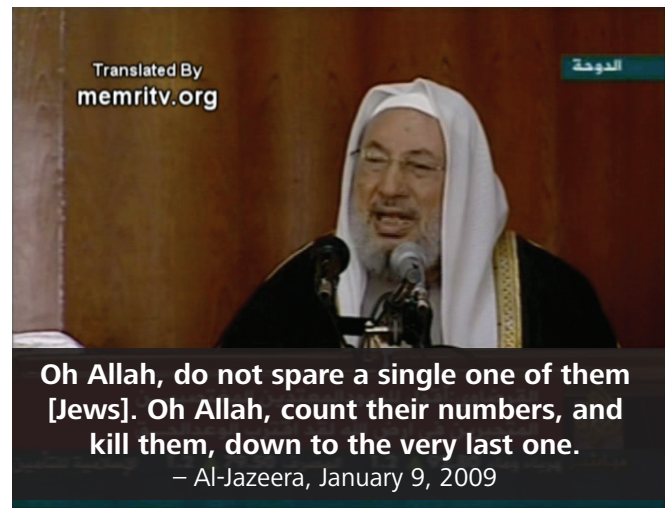 Translated By
memritv.org
الدوحة
Oh Allah, do not spare a single one of them
[Jews]. Oh Allah, count their numbers, and
kill them, down to the very last one.
– Al-Jazeera, January 9, 2009